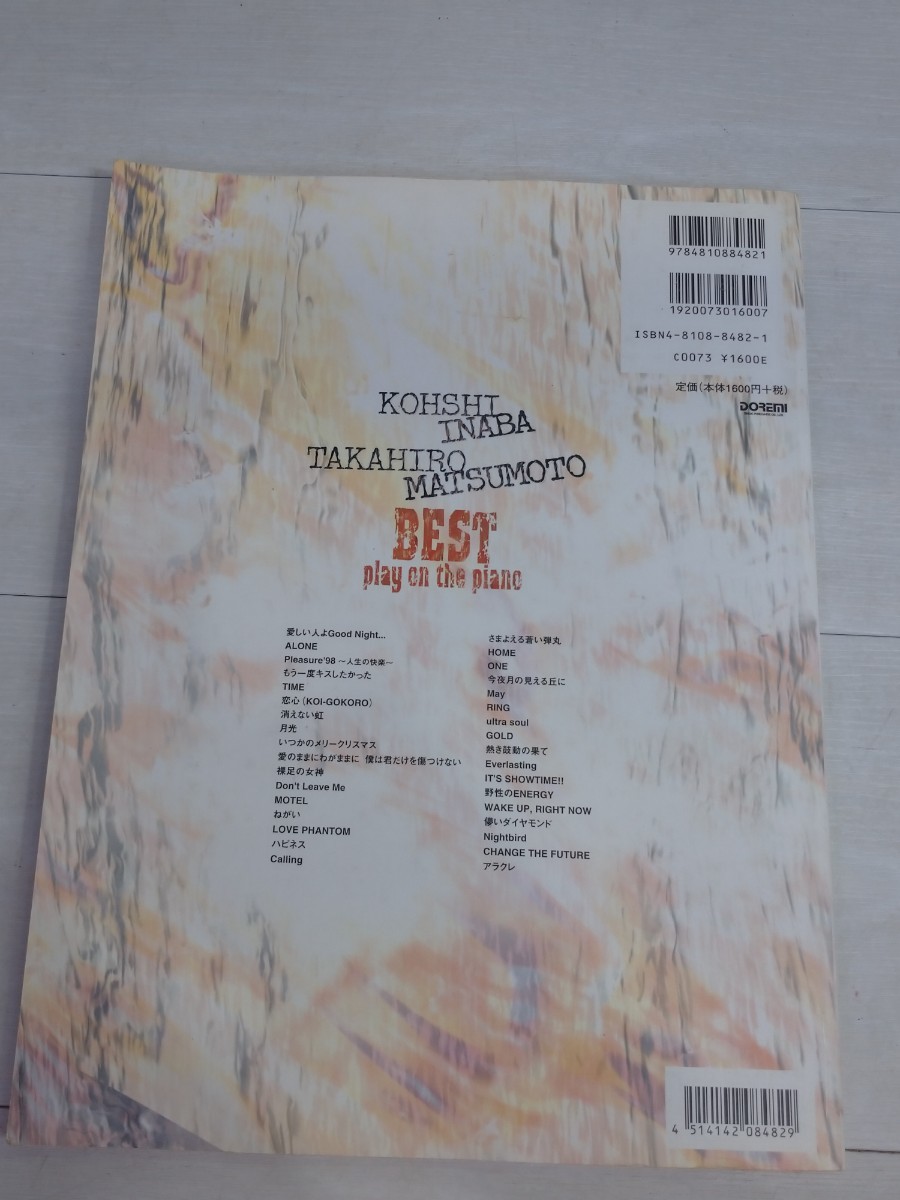 9784810884821
1920073016007
ISBN4-8108-8482-1
C0073 ¥1600E
定価(本体1600円+税)
DOREMI
KOHSHI
INABA
TAKAHIRO
MATSUMOTO
BEST
play on the piano
愛しい人よGood Night...
ALONE
Pleasure'98 〜人生の快楽〜
もう一度キスしたかった
TIME
恋心(KOI-GOKORO)
消えない虹
月光
いつかのメリークリスマス
愛のままにわがままに 僕は君だけを傷つけない
裸足の女神
Don't Leave Me
MOTEL
ねがい
LOVE PHANTOM
ハピネス
Calling
さまよえる蒼い弾丸
HOME
ONE
今夜月の見える丘に
May
RING
ultra soul
GOLD
熱き鼓動の果て
Everlasting
IT'S SHOWTIME!!
野性のENERGY
WAKE UP, RIGHT NOW
儚いダイヤモンド
Nightbird
CHANGE THE FUTURE
アラクレ
4 514142 084829